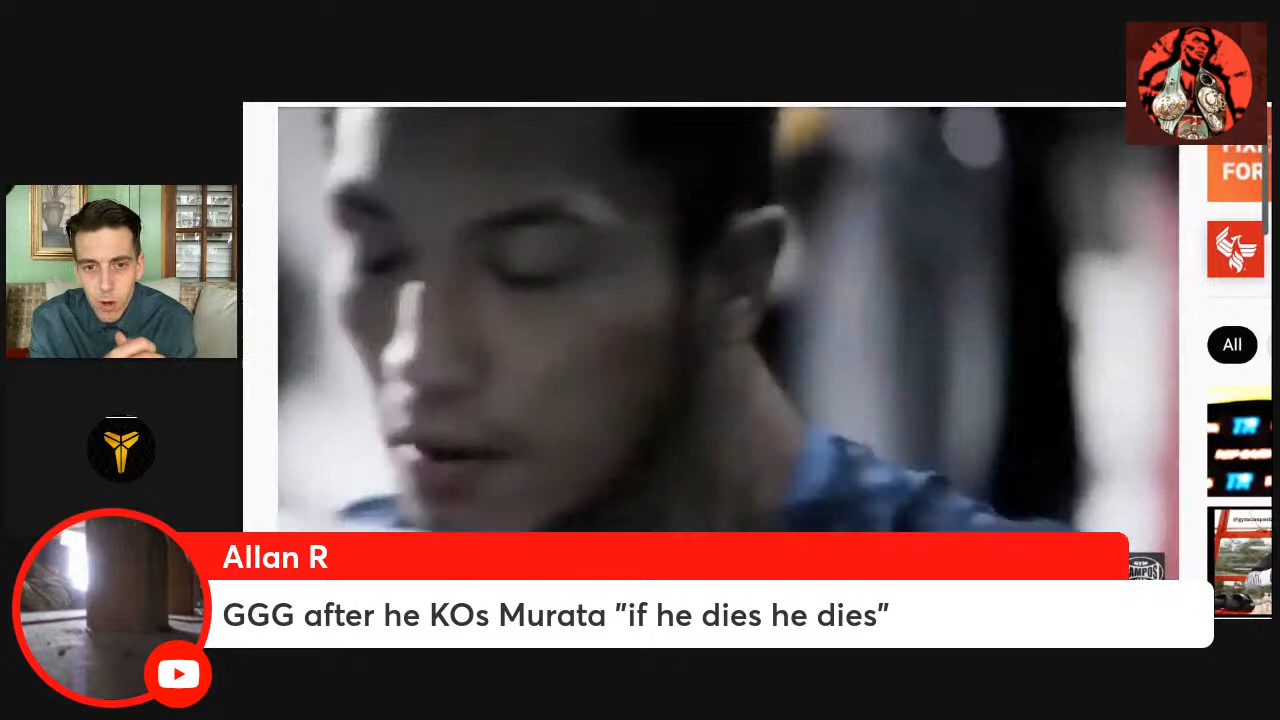 FOR
All
Allan R
GGG after he KOs Murata "if he dies he dies"